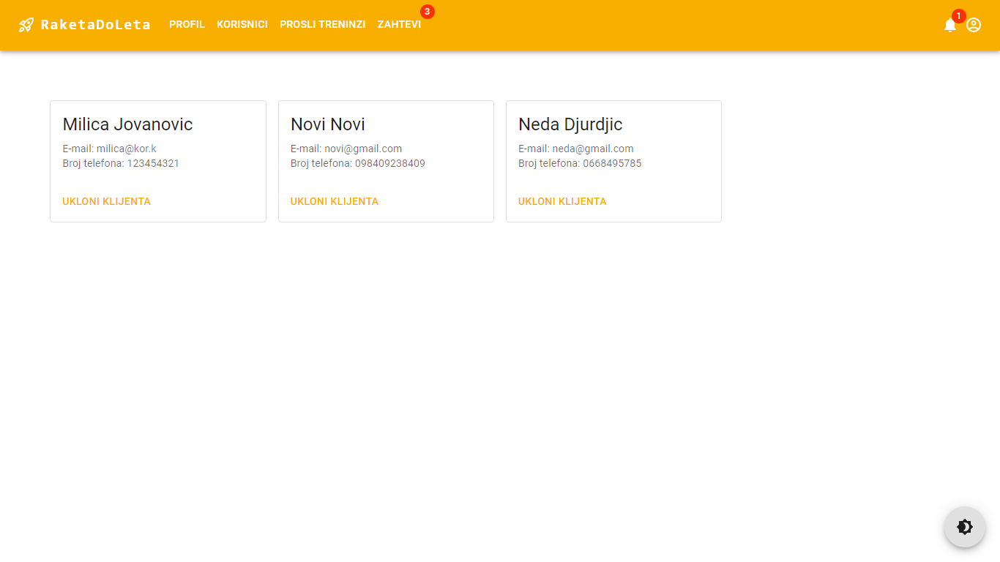 RaketaDoLeta PROFIL KORISNICI PROSLI TRENINZI ZAHTEVI 3 1
Milica Jovanovic
E-mail: milica@kor.k
Broj telefona: 123454321
UKLONI KLIJENTA
Novi Novi
E-mail: novi@gmail.com
Broj telefona: 098409238409
UKLONI KLIJENTA
Neda Djurdjic
E-mail: neda@gmail.com
Broj telefona: 0668495785
UKLONI KLIJENTA